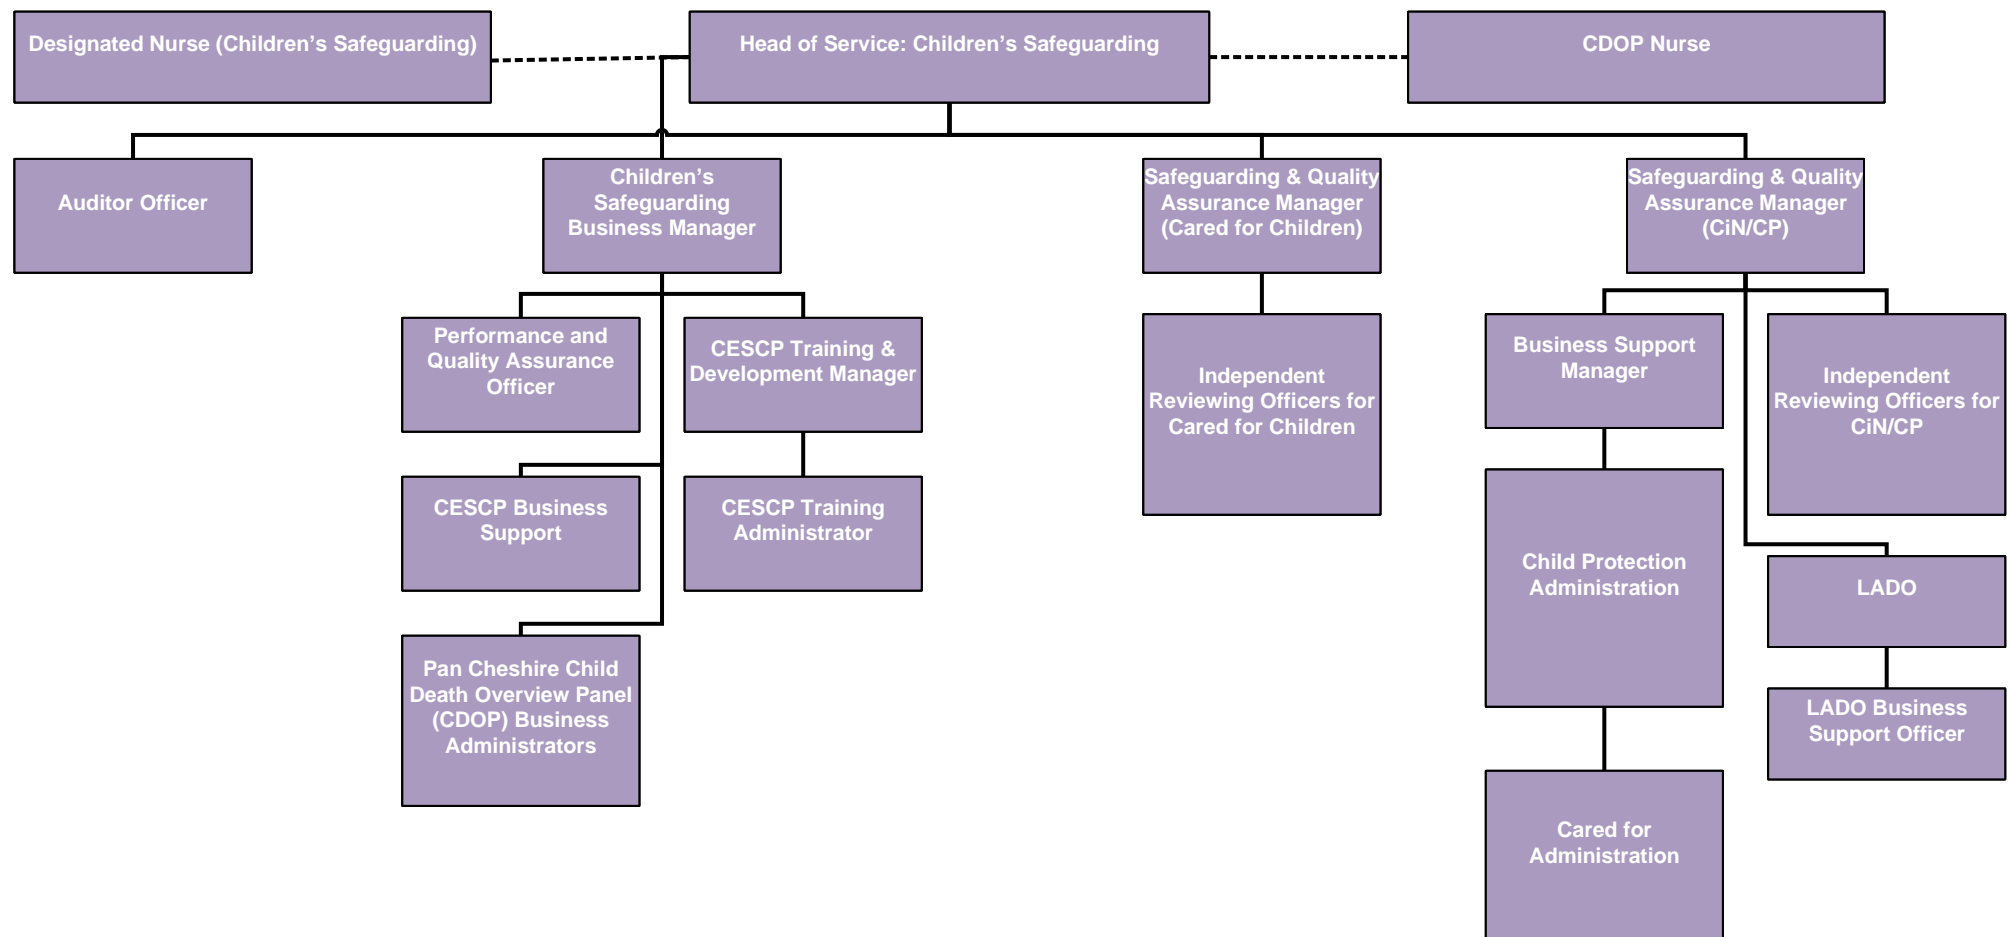 Designated Nurse (Children’s Safeguarding)
Head of Service: Children’s Safeguarding
CDOP Nurse
Auditor Officer
Children’s
Safeguarding
Business Manager
Safeguarding & Quality
Assurance Manager
(Cared for Children)
Safeguarding & Quality
Assurance Manager
(CiN/CP)
Performance and
Quality Assurance
Officer
CESCP Training &
Development Manager
Independent
Reviewing Officers for
Cared for Children
Business Support
Manager
Independent
Reviewing Officers for
CiN/CP
CESCP Business
Support
CESCP Training
Administrator
Child Protection
Administration
LADO
Pan Cheshire Child
Death Overview Panel
(CDOP) Business
Administrators
LADO Business
Support Officer
Cared for
Administration